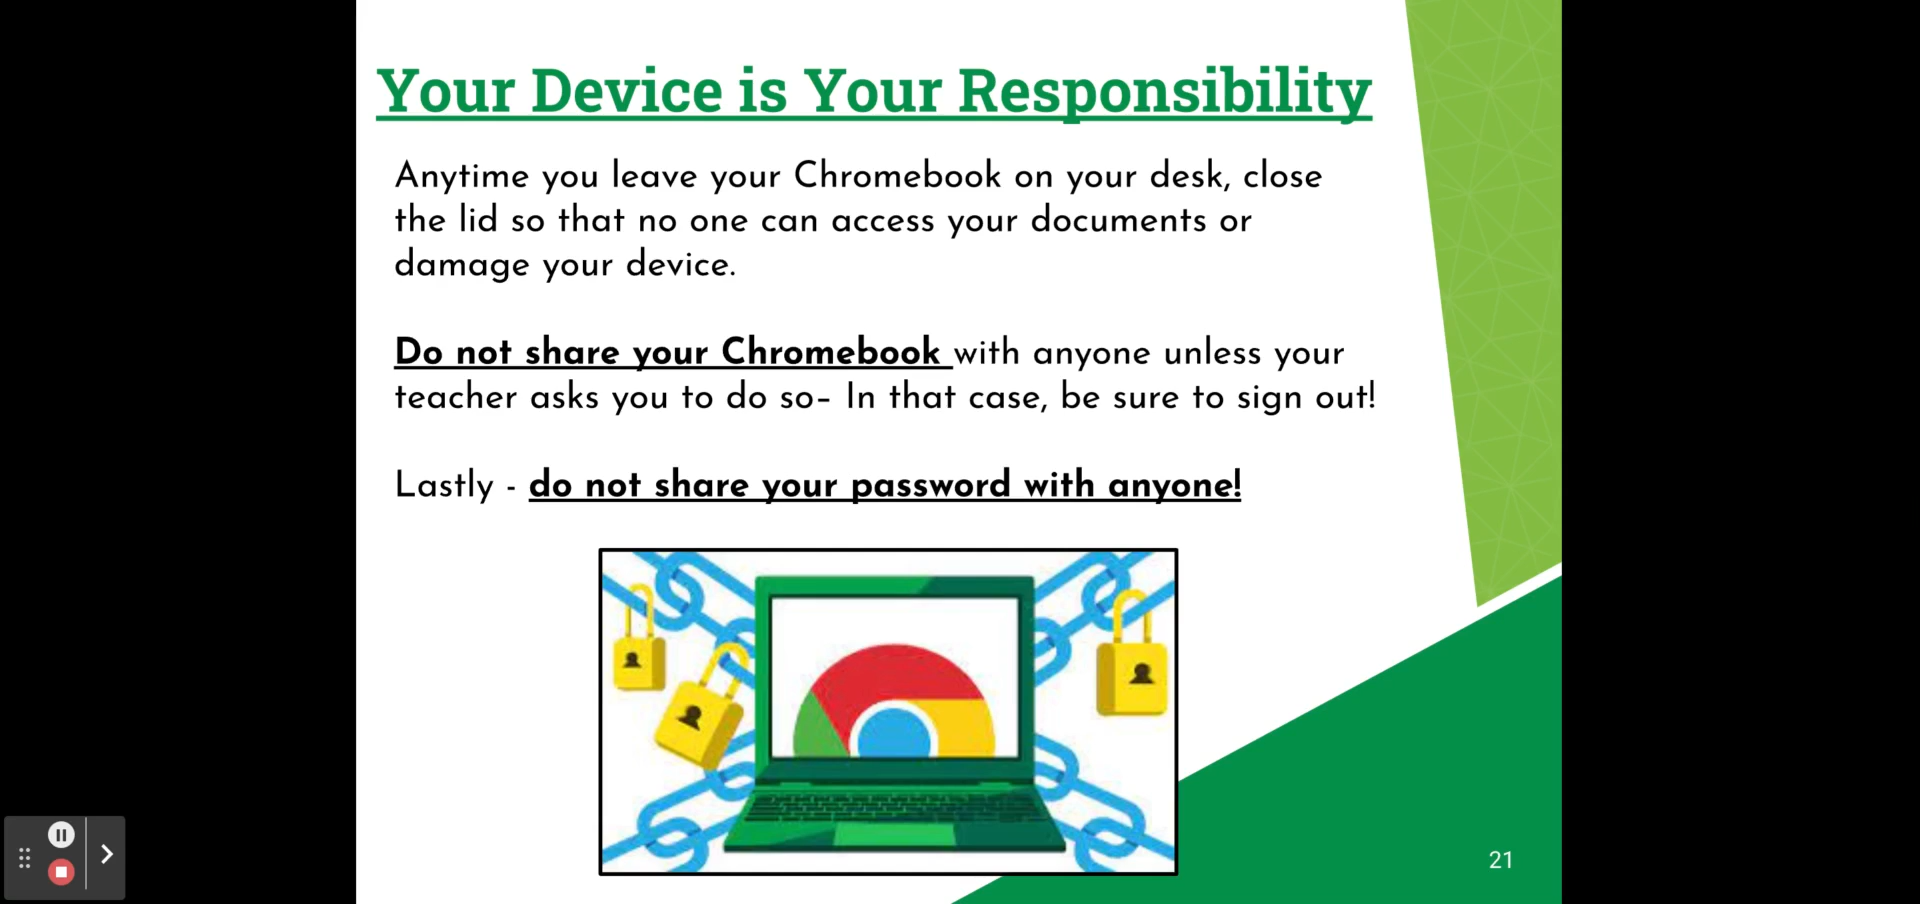 Your Device is Your Responsibility
Anytime you leave your Chromebook on your desk, close
the lid so that no one can access your documents or
damage your device.
Do not share your Chromebook with anyone unless your
teacher asks you to do so– In that case, be sure to sign out!
Lastly - do not share your password with anyone!
21